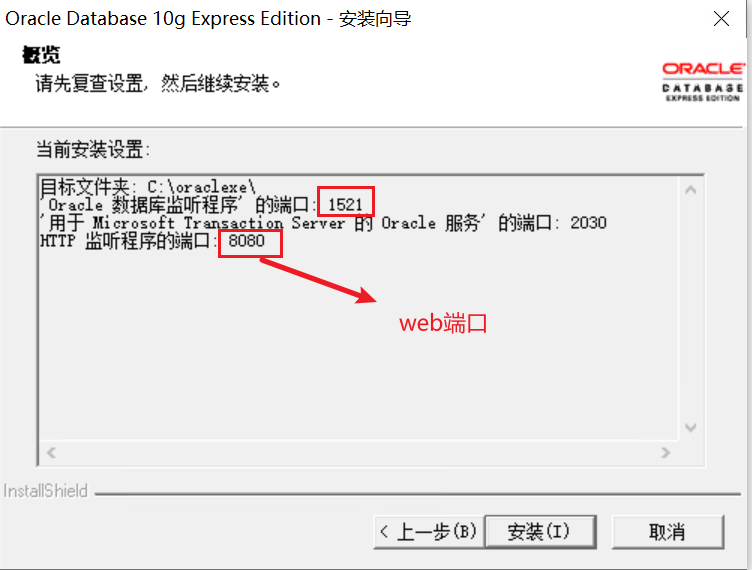 Oracle Database 10g Express Edition - 安装向导
概览
请先复查设置，然后继续安装。
ORACLE
DATABASE
EXPRESS EDITION
当前安装设置:
目标文件夹: C:\oraclexe\
'Oracle 数据库监听程序' 的端口: 1521
'用于 Microsoft Transaction Server 的 Oracle 服务' 的端口: 2030
HTTP 监听程序的端口: 8080
web端口
InstallShield
< 上一步(B) 安装(I) 取消